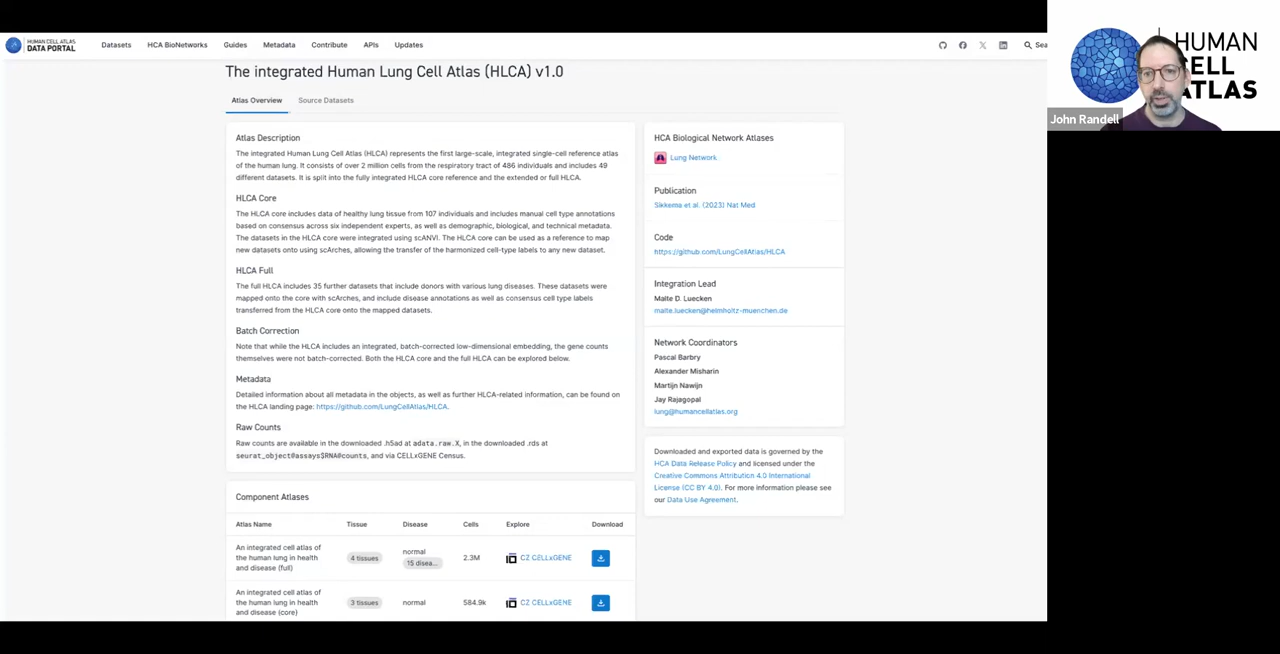 HUMAN CELL ATLAS
DATA PORTAL
Datasets
HCA BioNetworks
Guides
Metadata
Contribute
APIs
Updates
Sea
The integrated Human Lung Cell Atlas (HLCA) v1.0
Atlas Overview
Source Datasets
Atlas Description
The integrated Human Lung Cell Atlas (HLCA) represents the first large-scale, integrated single-cell reference atlas
of the human lung. It consists of over 2 million cells from the respiratory tract of 486 individuals and includes 49
different datasets. It is split into the fully integrated HLCA core reference and the extended or full HLCA.
HLCA Core
The HLCA core includes data of healthy lung tissue from 107 individuals and includes manual cell type annotations
based on consensus across six independent experts, as well as demographic, biological, and technical metadata.
The datasets in the HLCA core were integrated using scANVI. The HLCA core can be used as a reference to map
new datasets onto using scArches, allowing the transfer of the harmonized cell-type labels to any new dataset.
HLCA Full
The full HLCA includes 35 further datasets that include donors with various lung diseases. These datasets were
mapped onto the core with scArches, and include disease annotations as well as consensus cell type labels
transferred from the HLCA core onto the mapped datasets.
Batch Correction
Note that while the HLCA includes an integrated, batch-corrected low-dimensional embedding, the gene counts
themselves were not batch-corrected. Both the HLCA core and the full HLCA can be explored below.
Metadata
Detailed information about all metadata in the objects, as well as further HLCA-related information, can be found on
the HLCA landing page: https://github.com/LungCellAtlas/HLCA.
Raw Counts
Raw counts are available in the downloaded .h5ad at adata.raw.X, in the downloaded .rds at
seurat_object@assays$RNA@counts, and via CELLxGENE Census.
Component Atlases
Atlas Name
Tissue
Disease
Cells
Explore
Download
An integrated cell atlas of
the human lung in health
and disease (full)
4 tissues
normal
15 disea...
2.3M
CZ CELLxGENE
An integrated cell atlas of
the human lung in health
and disease (core)
3 tissues
normal
584.9k
CZ CELLxGENE
HCA Biological Network Atlases
Lung Network
Publication
Sikkema et al. (2023) Nat Med
Code
https://github.com/LungCellAtlas/HLCA
Integration Lead
Malte D. Luecken
malte.luecken@helmholtz-muenchen.de
Network Coordinators
Pascal Barbry
Alexander Misharin
Martijn Nawijn
Jay Rajagopal
lung@humancellatlas.org
Downloaded and exported data is governed by the
HCA Data Release Policy and licensed under the
Creative Commons Attribution 4.0 International
License (CC BY 4.0). For more information please see
our Data Use Agreement.
HUMAN
CELL
ATLAS
John Randell